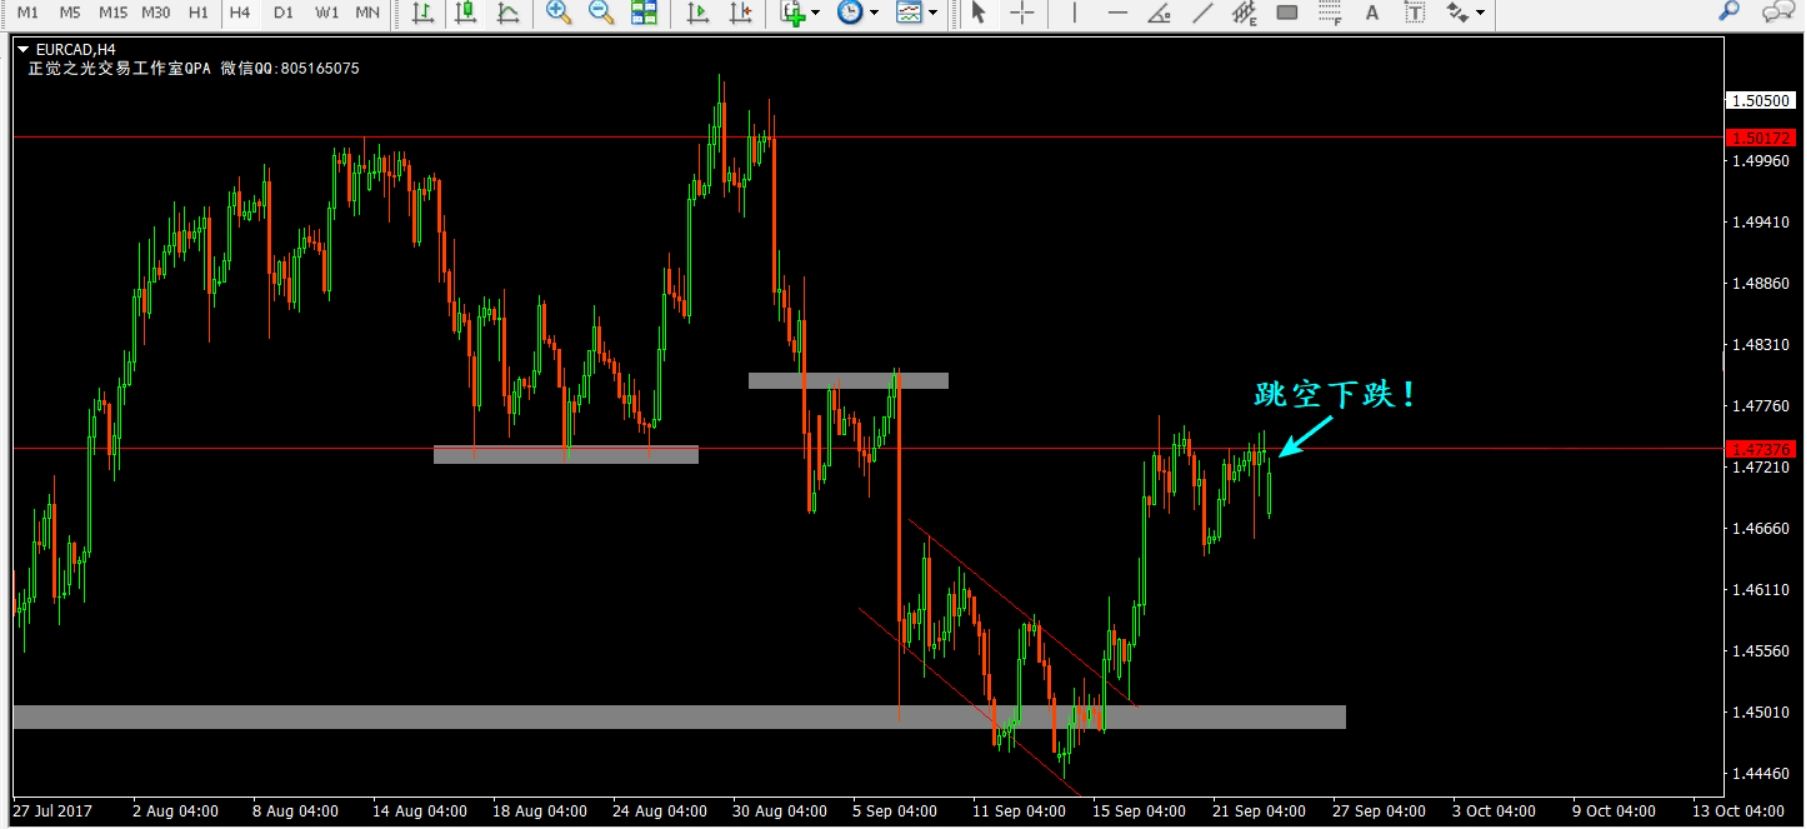 M1 M5 M15 M30 H1 H4 D1 W1 MN
E F A T
EURCAD,H4
正觉之光交易工作室QPA 微信QQ:805165075
1.50500
1.50172
1.49960
1.49410
1.48860
1.48310
跳空下跌！
1.47760
1.47376
1.47210
1.46660
1.46110
1.45560
1.45010
1.44460
27 Jul 2017 2 Aug 04:00 8 Aug 04:00 14 Aug 04:00 18 Aug 04:00 24 Aug 04:00 30 Aug 04:00 5 Sep 04:00 11 Sep 04:00 15 Sep 04:00 21 Sep 04:00 27 Sep 04:00 3 Oct 04:00 9 Oct 04:00 13 Oct 04:00